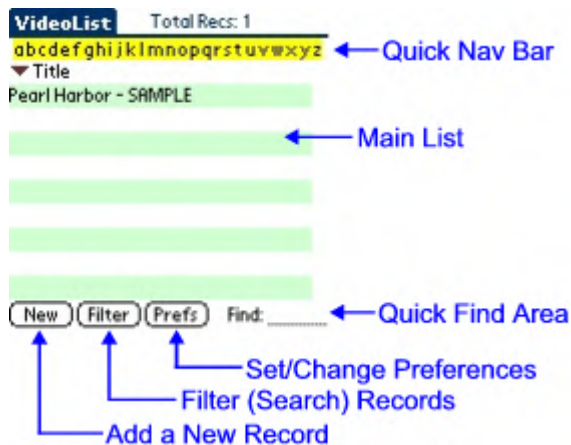 VideoList Total Recs: 1
abcdefghijklmnopqrstuvwxyz Quick Nav Bar
Title
Pearl Harbor - SAMPLE
Main List
New Filter Prefs Find: Quick Find Area
Set/Change Preferences
Filter (Search) Records
Add a New Record